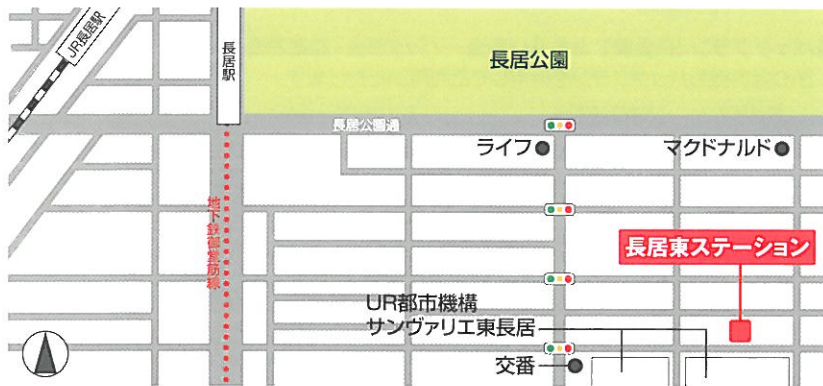 JR長居駅
長居駅
長居公園
長居公園通
ライフ
マクドナルド
地下鉄御堂筋線
長居東ステーション
UR都市機構
サンヴァリエ東長居
交番